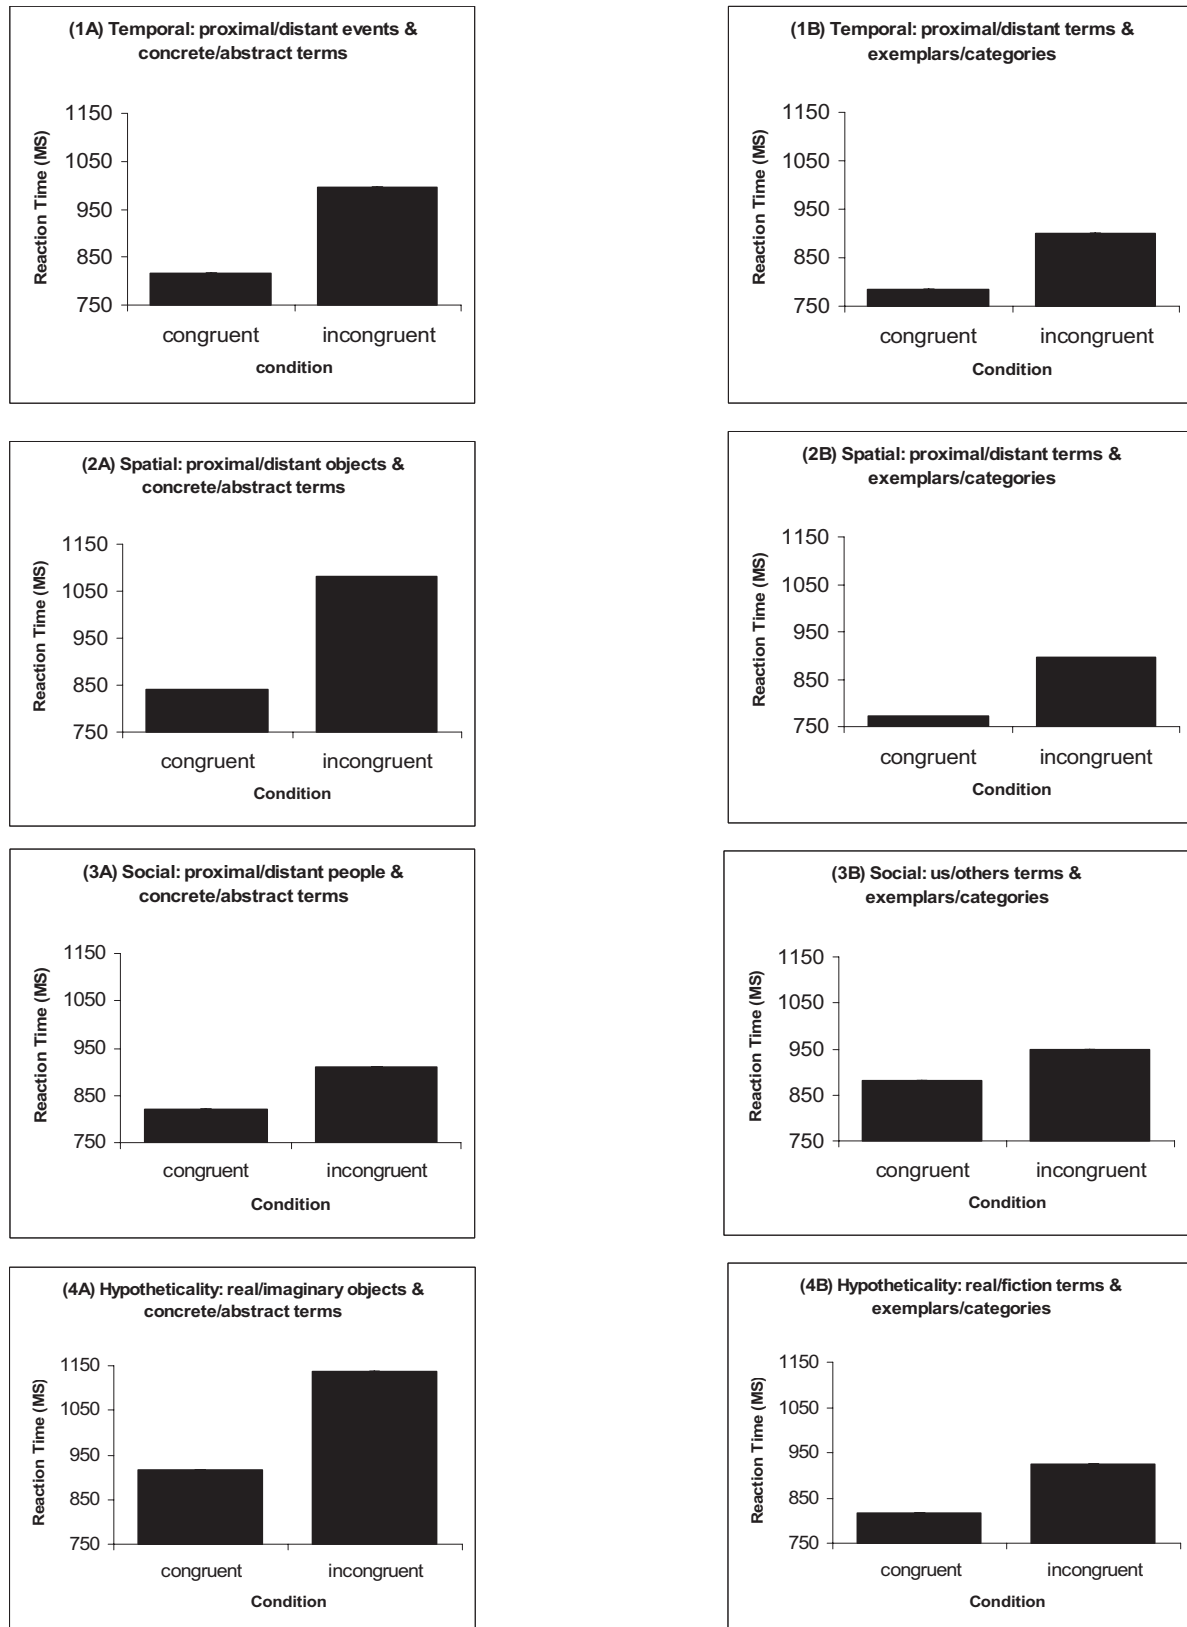 (1A) Temporal: proximal/distant events &
concrete/abstract terms
1150
1050
950
850
750
Reaction Time (MS)
congruent incongruent
condition
(1B) Temporal: proximal/distant terms &
exemplars/categories
1150
1050
950
850
750
Reaction Time (MS)
congruent incongruent
Condition
(2A) Spatial: proximal/distant objects &
concrete/abstract terms
1150
1050
950
850
750
Reaction Time (MS)
congruent incongruent
Condition
(2B) Spatial: proximal/distant terms &
exemplars/categories
1150
1050
950
850
750
Reaction Time (MS)
congruent incongruent
Condition
(3A) Social: proximal/distant people &
concrete/abstract terms
1150
1050
950
850
750
Reaction Time (MS)
congruent incongruent
Condition
(3B) Social: us/others terms &
exemplars/categories
1150
1050
950
850
750
Reaction Time (MS)
congruent incongruent
Condition
(4A) Hypotheticality: real/imaginary objects &
concrete/abstract terms
1150
1050
950
850
750
Reaction Time (MS)
congruent incongruent
Condition
(4B) Hypotheticality: real/fiction terms &
exemplars/categories
1150
1050
950
850
750
Reaction Time (MS)
congruent incongruent
Condition